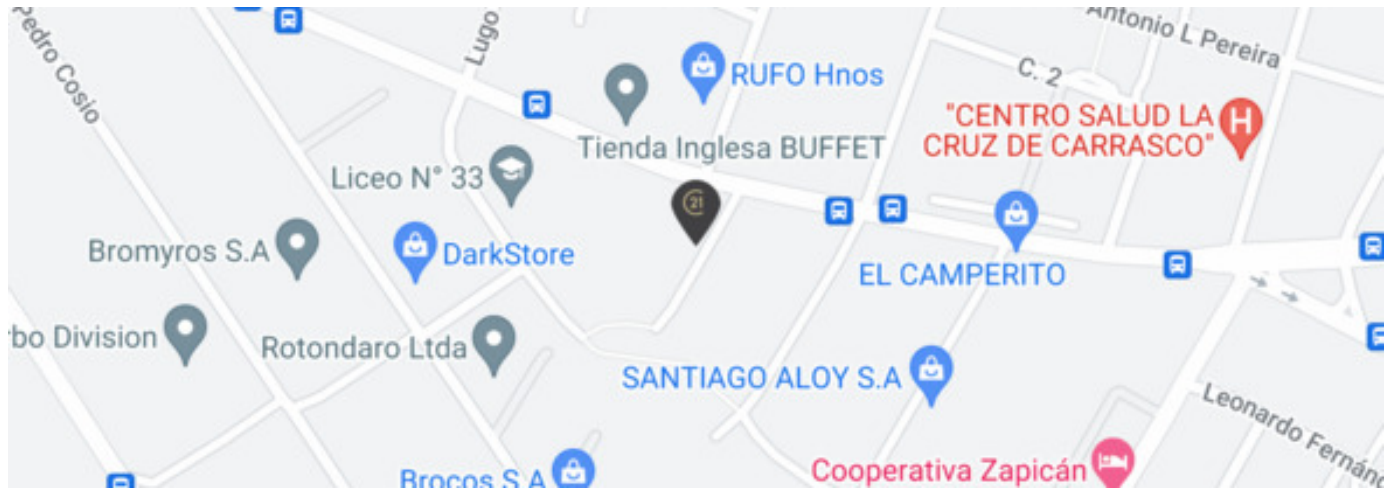 Pedro Cosio
Lugo
Antonio L Pereira
RUFO Hnos
C. 2
"CENTRO SALUD LA
CRUZ DE CARRASCO"
H
Tienda Inglesa BUFFET
Liceo N° 33
21
Bromyros S.A
DarkStore
EL CAMPERITO
rbo Division
Rotondaro Ltda
SANTIAGO ALOY S.A
Leonardo Fernánd
Brocos S.A
Cooperativa Zapicán